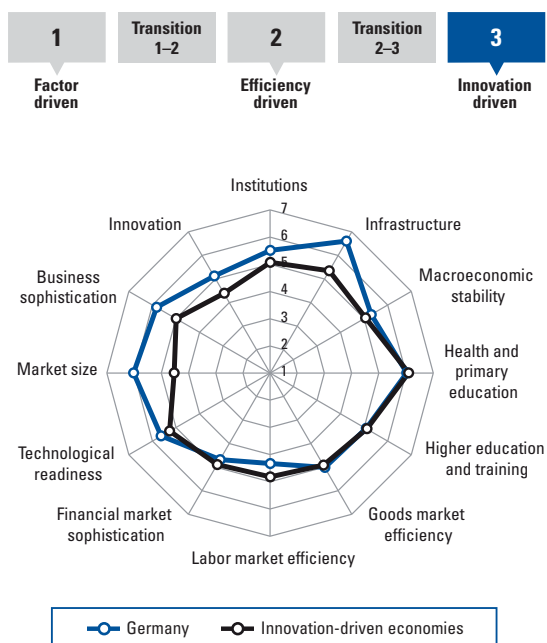 1
Transition
1–2
2
Transition
2–3
3
Factor
driven
Efficiency
driven
Innovation
driven
Institutions
7
Innovation
Infrastructure
6
Business
sophistication
5
Macroeconomic
stability
4
3
2
Market size
1
Health and
primary
education
Technological
readiness
Higher education
and training
Financial market
sophistication
Goods market
efficiency
Labor market efficiency
Germany
Innovation-driven economies